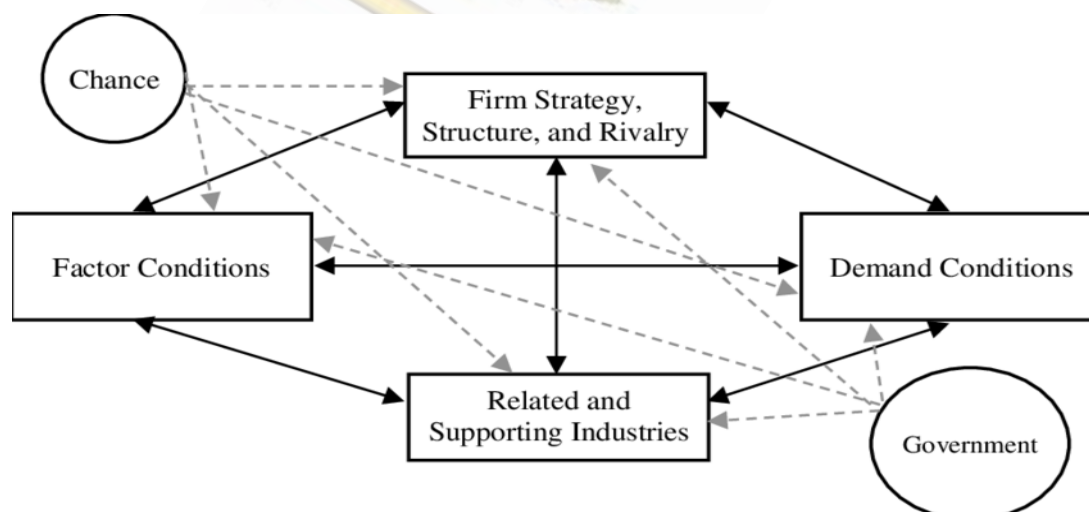 Chance
Firm Strategy,
Structure, and Rivalry
Factor Conditions
Demand Conditions
Related and
Supporting Industries
Government